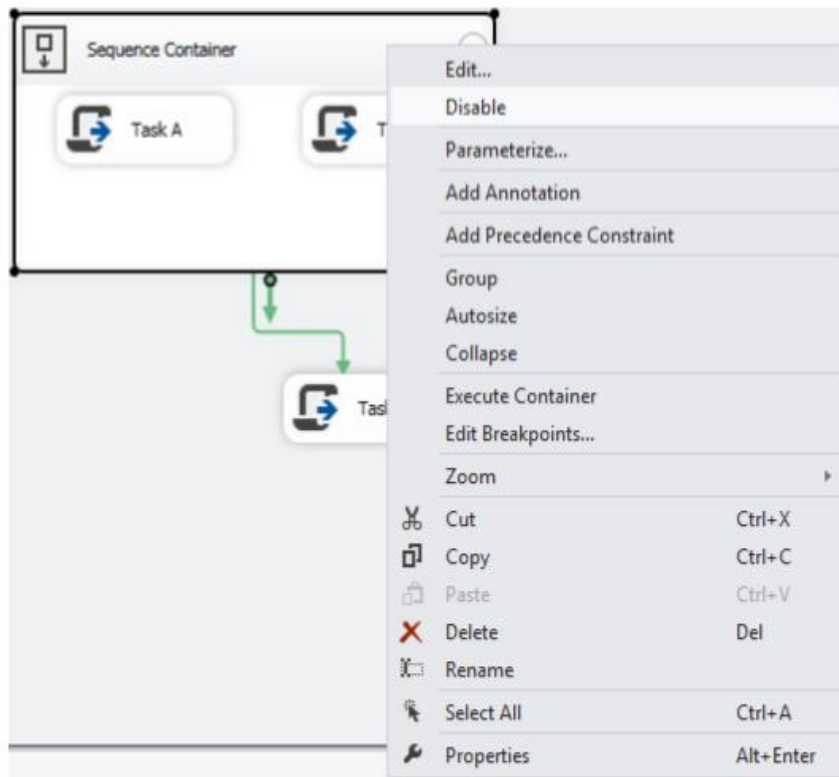 Sequence Container
Task A
Edit...
Disable
Parameterize...
Add Annotation
Add Precedence Constraint
Group
Autosize
Collapse
Execute Container
Edit Breakpoints...
Zoom
Cut Ctrl+X
Copy Ctrl+C
Paste Ctrl+V
Delete Del
Rename
Select All Ctrl+A
Properties Alt+Enter